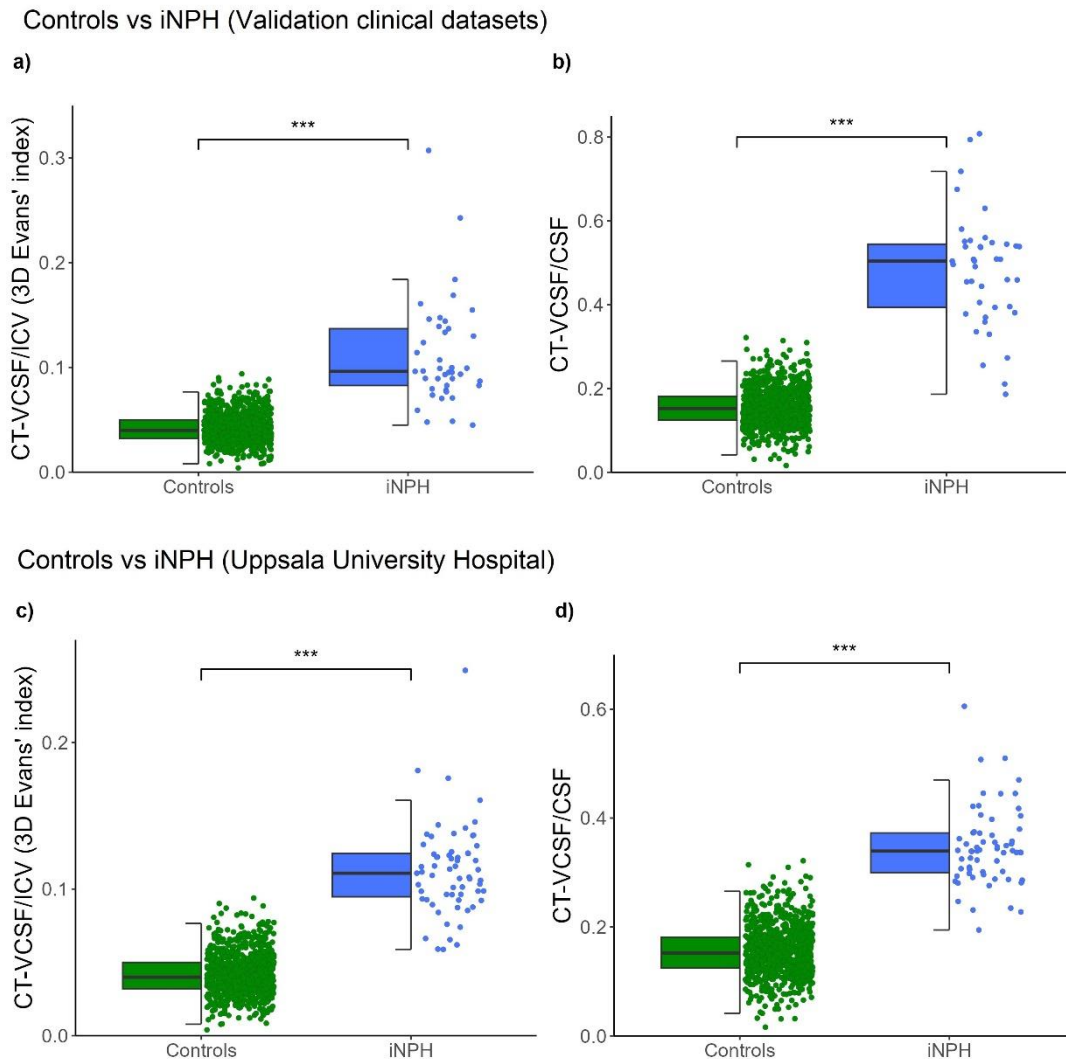 Controls vs iNPH (Validation clinical datasets)
a)
CT-VCSF/ICV (3D Evans' index)
0.3
0.2
0.1
0.0
***
Controls
iNPH
b)
CT-VCSF/CSF
0.8
0.6
0.4
0.2
0.0
***
Controls
iNPH
Controls vs iNPH (Uppsala University Hospital)
c)
CT-VCSF/ICV (3D Evans' index)
0.2
0.1
0.0
***
Controls
iNPH
d)
CT-VCSF/CSF
0.6
0.4
0.2
0.0
***
Controls
iNPH